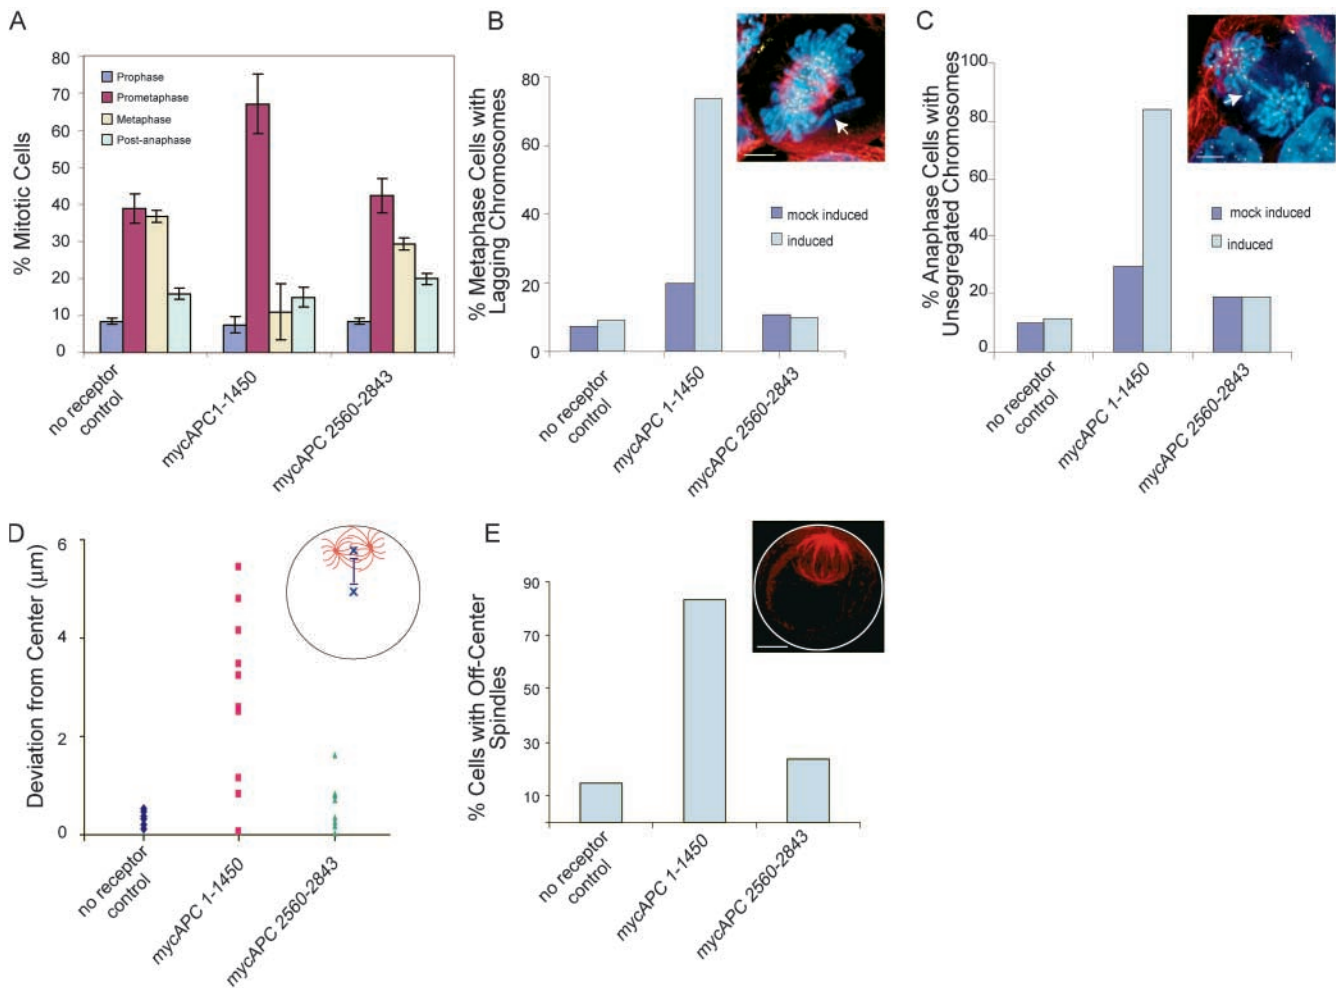 A
% Mitotic Cells
80
70
60
50
40
30
20
10
0
Prophase
Prometaphase
Metaphase
Post-anaphase
no receptor
control
mycAPC1-1450
mycAPC 2560-2843
B
% Metaphase Cells with
Lagging Chromosomes
80
60
40
20
0
mock induced
induced
no receptor
control
mycAPC 1-1450
mycAPC 2560-2843
C
% Anaphase Cells with
Unsegregated Chromosomes
100
80
60
40
20
0
mock induced
induced
no receptor
control
mycAPC 1-1450
mycAPC 2560-2843
D
Deviation from Center (μm)
6
4
2
0
x
x
no receptor
control
mycAPC 1-1450
mycAPC 2560-2843
E
% Cells with Off-Center
Spindles
90
70
50
30
10
no receptor
control
mycAPC 1-1450
mycAPC 2560-2843